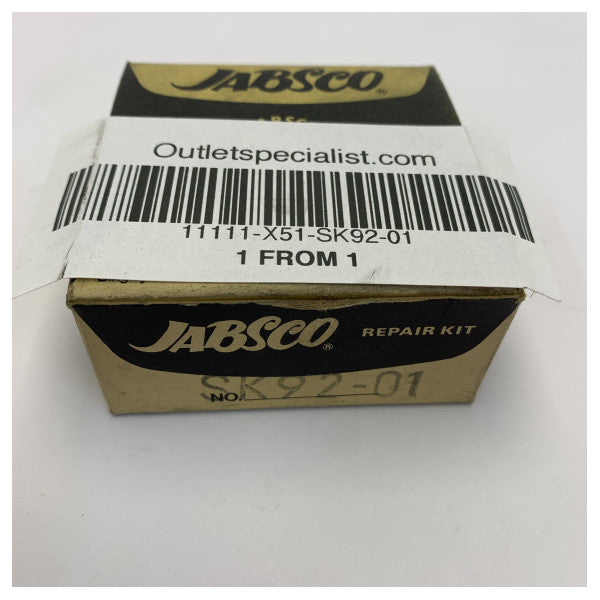 JABSCO®
Outletspecialist.com
11111-X51-SK92-01
1 FROM 1
JABSCO® REPAIR KIT
NO. SK92-01